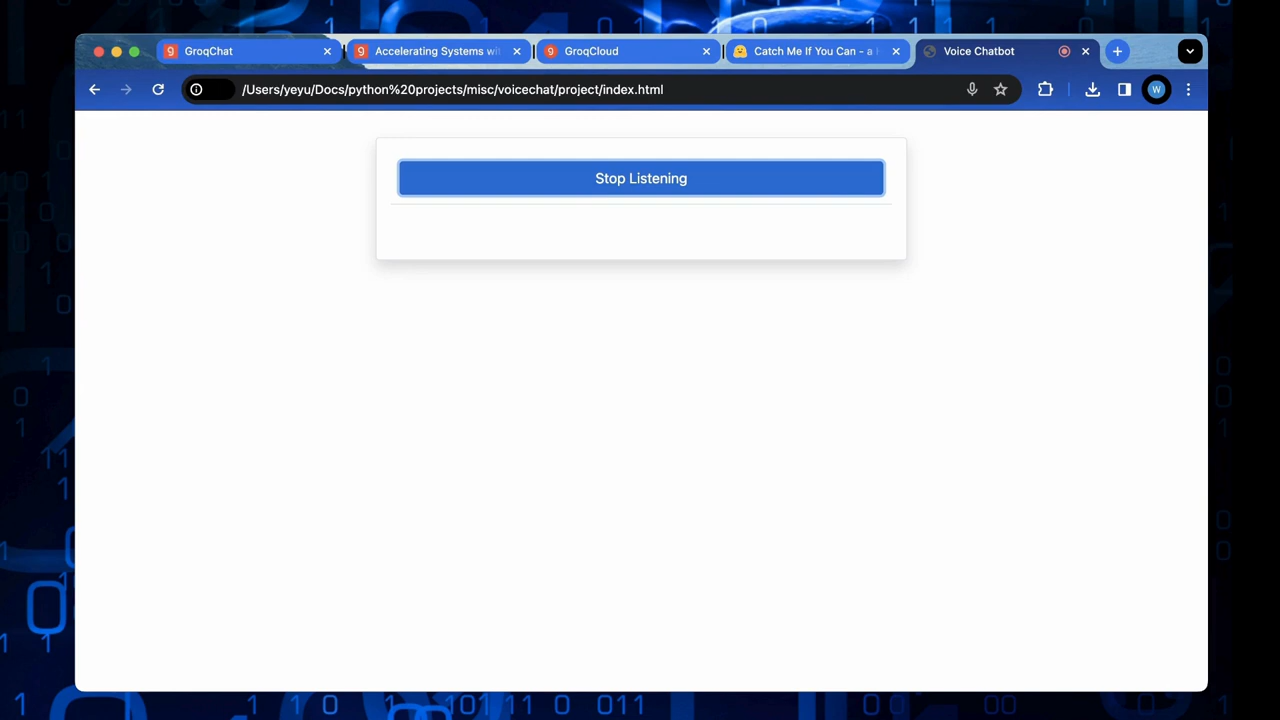 GroqChat
Accelerating Systems wit
GroqCloud
Catch Me If You Can - a
Voice Chatbot
/Users/yeyu/Docs/python%20projects/misc/voicechat/project/index.html
W
Stop Listening